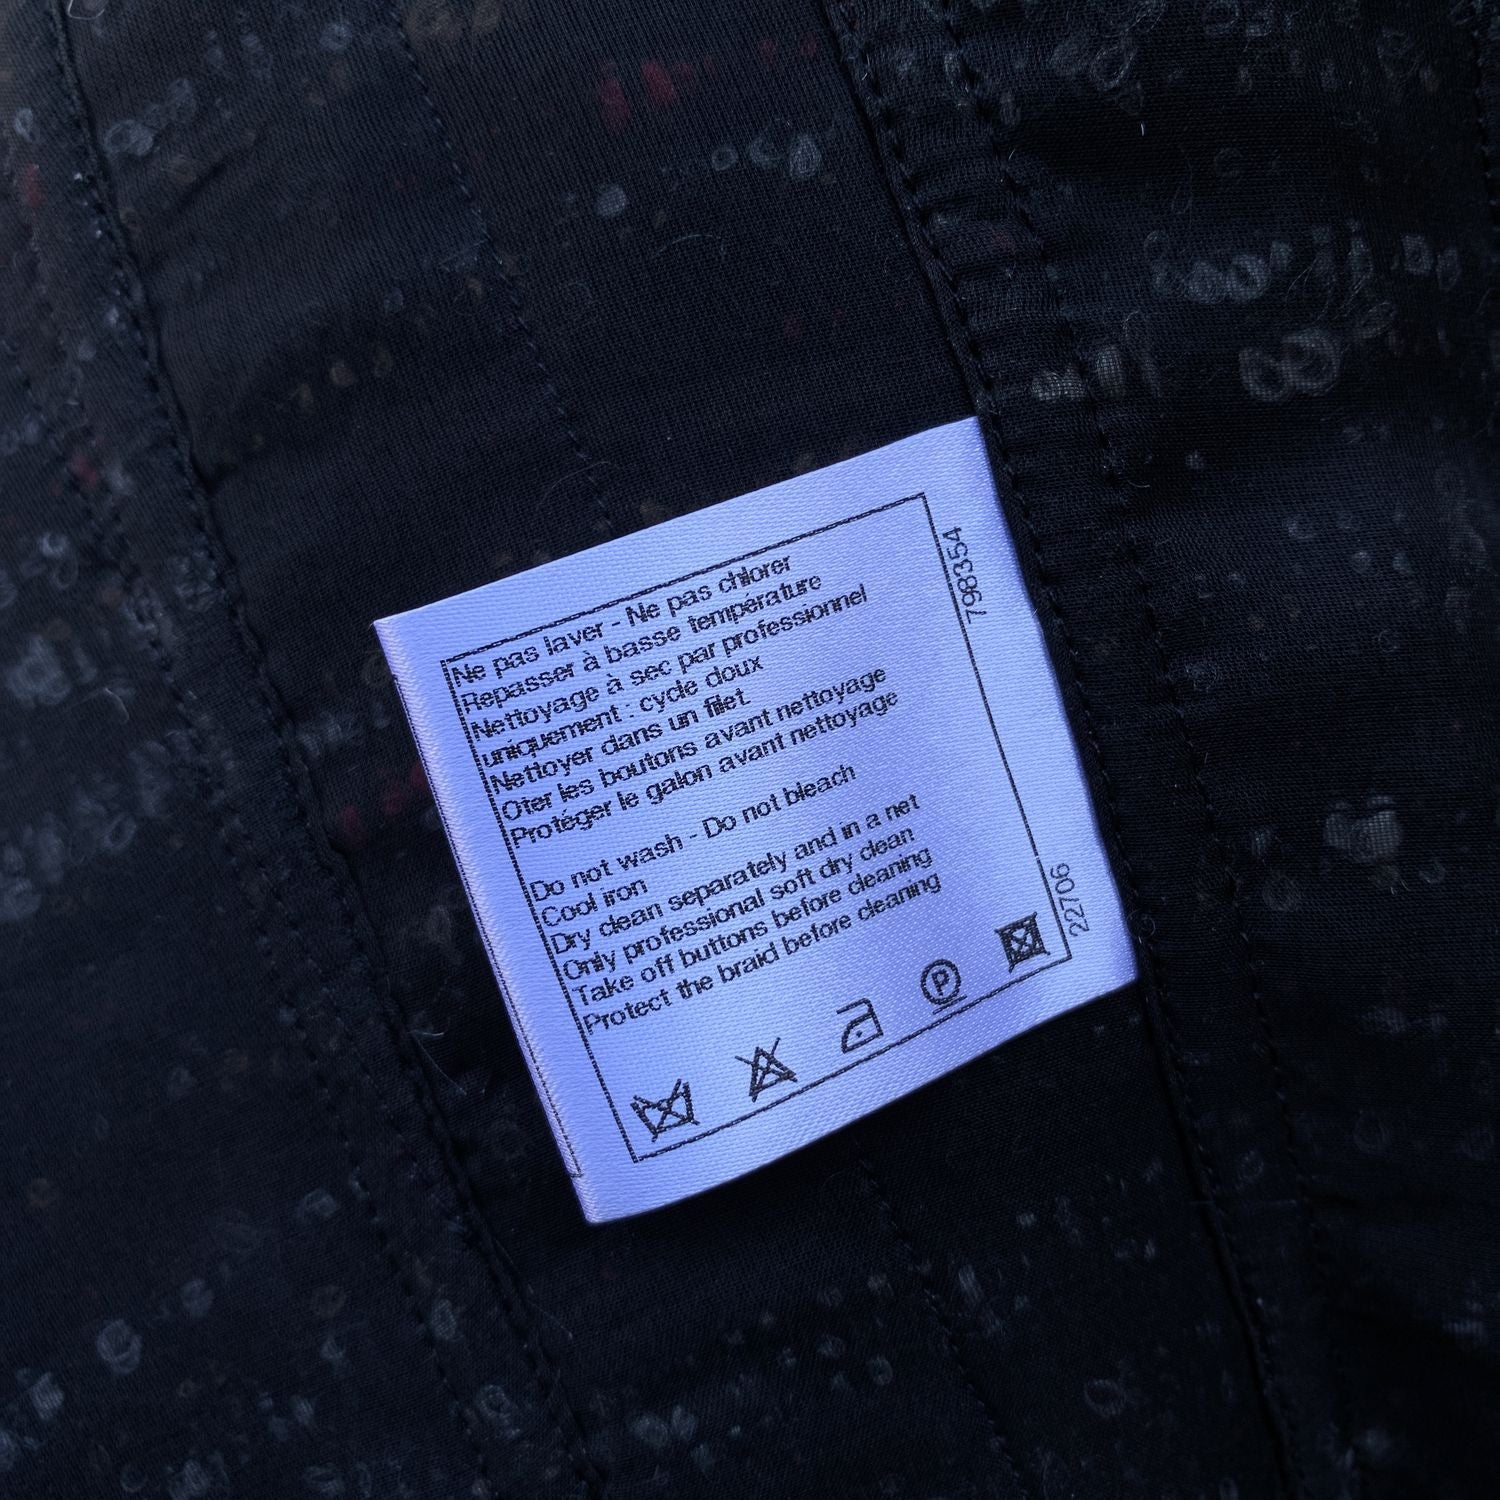 Ne pas laver - Ne pas chlorer
Repasser à basse température
Nettoyage à sec par professionnel
uniquement : cycle doux
Nettoyer dans un filet
Oter les boutons avant nettoyage
Protéger le galon avant nettoyage
Do not wash - Do not bleach
Cool iron
Dry clean separately and in a net
Only professional soft dry clean
Take off buttons before cleaning
Protect the braid before cleaning
P
798354
22706